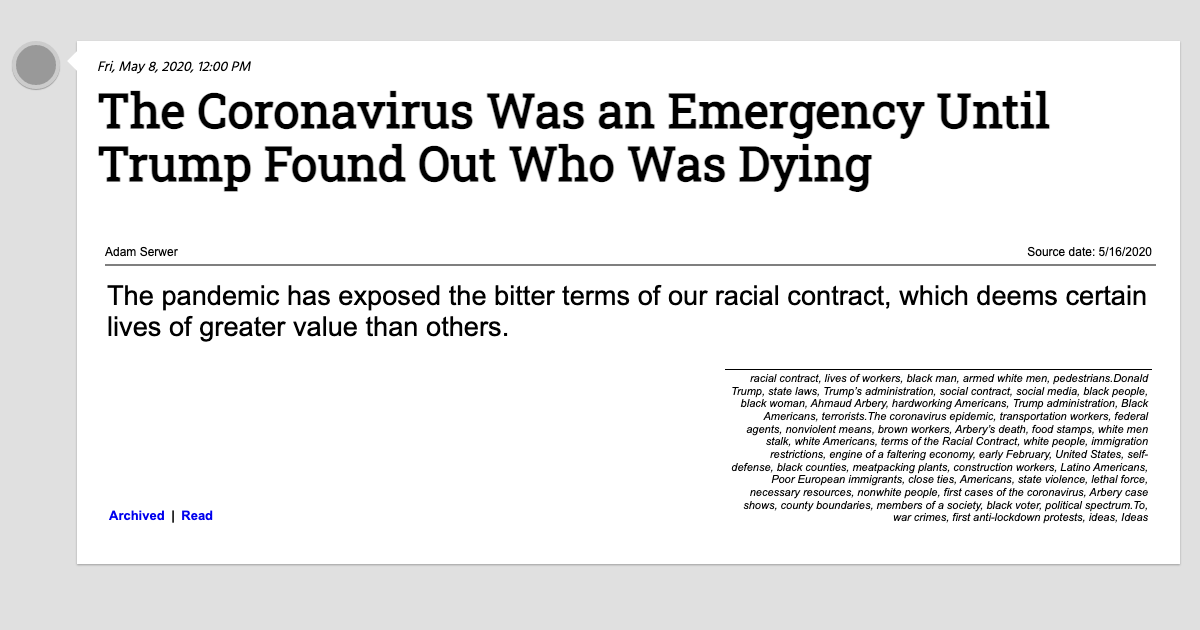 Fri, May 8, 2020, 12:00 PM
The Coronavirus Was an Emergency Until
Trump Found Out Who Was Dying
Adam Serwer
Source date: 5/16/2020
The pandemic has exposed the bitter terms of our racial contract, which deems certain
lives of greater value than others.
racial contract, lives of workers, black man, armed white men, pedestrians.Donald
Trump, state laws, Trump's administration, social contract, social media, black people,
black woman, Ahmaud Arbery, hardworking Americans, Trump administration, Black
Americans, terrorists.The coronavirus epidemic, transportation workers, federal
agents, nonviolent means, brown workers, Arbery's death, food stamps, white men
stalk, white Americans, terms of the Racial Contract, white people, immigration
restrictions, engine of a faltering economy, early February, United States, self-
defense, black counties, meatpacking plants, construction workers, Latino Americans,
Poor European immigrants, close ties, Americans, state violence, lethal force,
necessary resources, nonwhite people, first cases of the coronavirus, Arbery case
shows, county boundaries, members of a society, black voter, political spectrum.To,
war crimes, first anti-lockdown protests, ideas, Ideas
Archived | Read